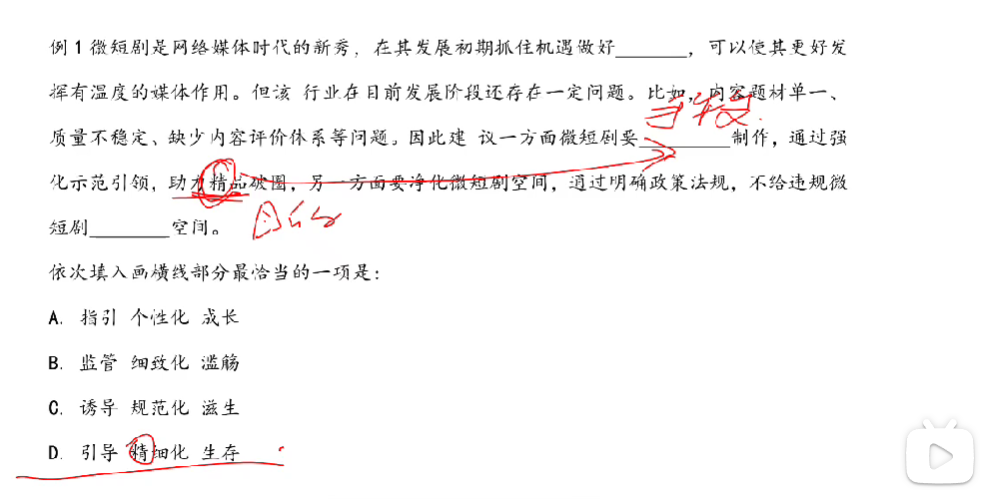 例1微短剧是网络媒体时代的新秀，在其发展初期抓住机遇做好________，可以使其更好发
挥有温度的媒体作用。但该 行业在目前发展阶段还存在一定问题。比如，内容题材单一、
质量不稳定、缺少内容评价体系等问题。因此建 议一方面微短剧要__________制作，通过强
化示范引领，助力精品破圈，另一方面要净化微短剧空间，通过明确政策法规，不给违规微
短剧_________空间。
依次填入画横线部分最恰当的一项是：
A. 指引 个性化 成长
B. 监管 细致化 滥觞
C. 诱导 规范化 滋生
D. 引导 精细化 生存